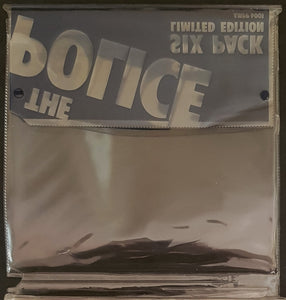 THE
POLICE
SIX PACK
LIMITED EDITION